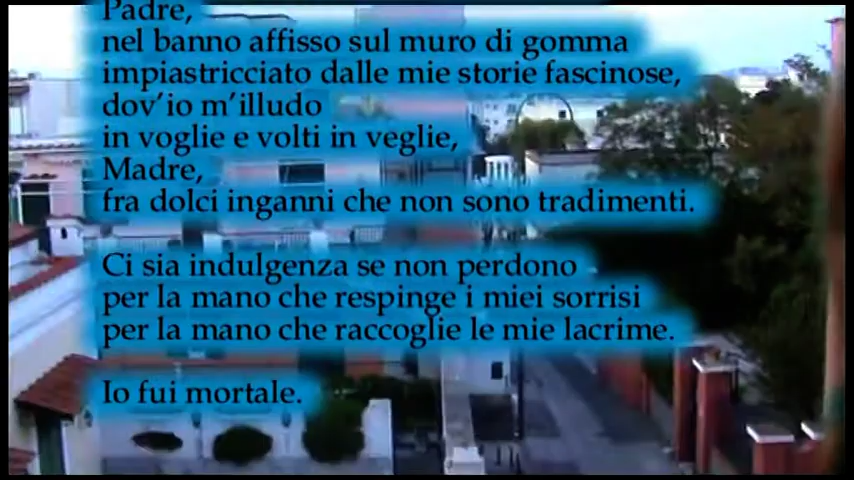 Padre,
nel banno affisso sul muro di gomma
impiastricciato dalle mie storie fascinose,
dov'io m'illudo
in voglie e volti in veglie,
Madre,
fra dolci inganni che non sono tradimenti.
Ci sia indulgenza se non perdono
per la mano che respinge i miei sorrisi
per la mano che raccoglie le mie lacrime.
Io fui mortale.